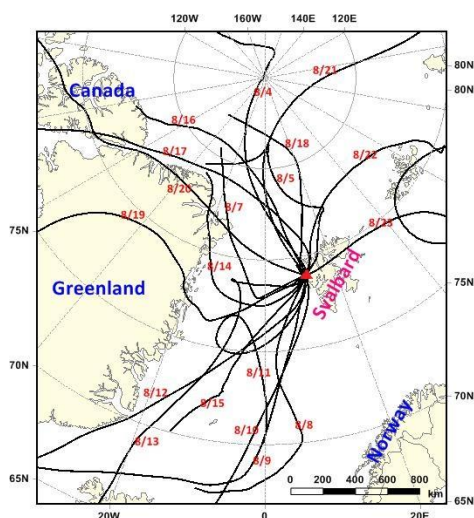 120W 160W 140E 120E
80N
80N
8/21
8/4
Canada
8/16
8/18
8/17
8/22
8/5
8/20
8/7
8/19
8/23
75N
8/14
Svalbard
75N
Greenland
70N
8/11
8/12
8/15
70N
8/13
8/10
8/8
Norway
8/9
65N
0 200 400 600 800
km
65N
20W 0 20E